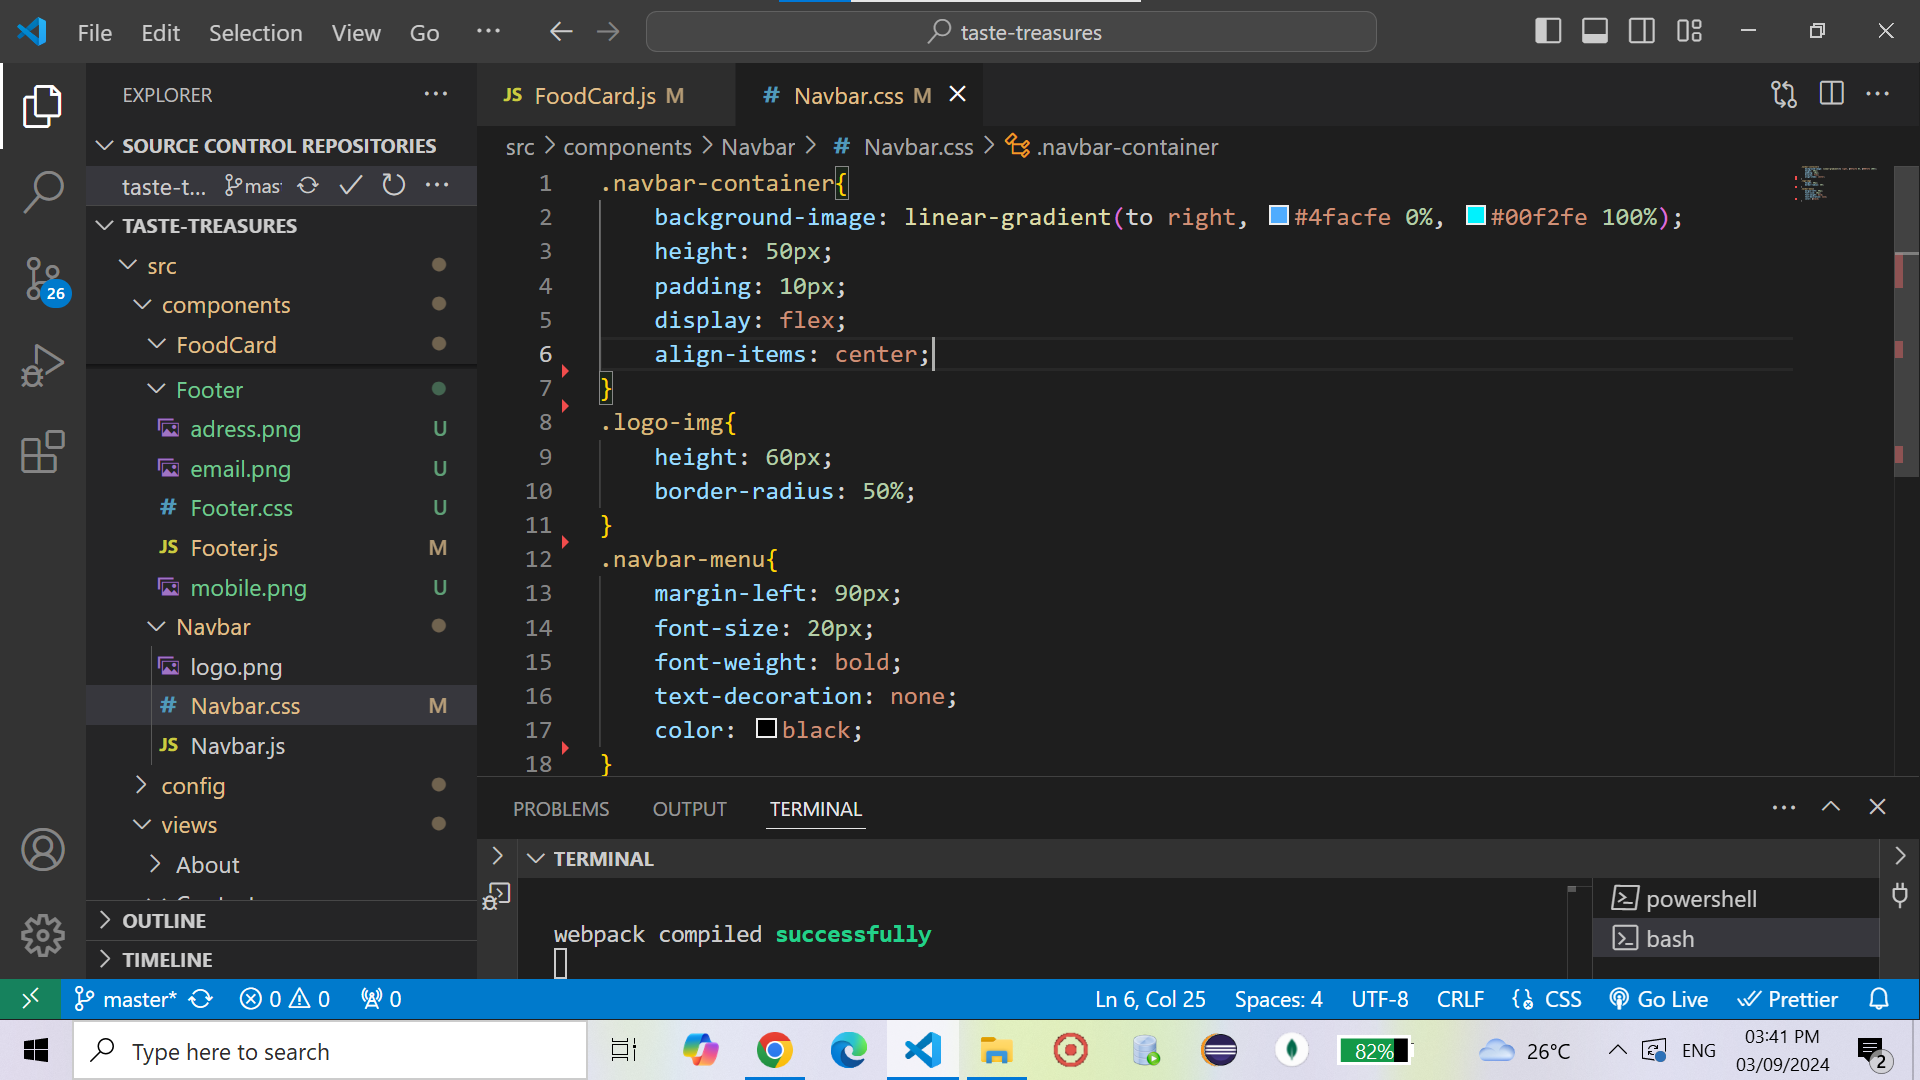 File Edit Selection View Go ··· taste-treasures
EXPLORER
SOURCE CONTROL REPOSITORIES
taste-t... mas
TASTE-TREASURES
src
components
FoodCard
Footer
adress.png U
email.png U
Footer.css U
Footer.js M
mobile.png U
Navbar
logo.png
Navbar.css M
Navbar.js
config
views
About
OUTLINE
TIMELINE
26
JS FoodCard.js M
# Navbar.css M
src > components > Navbar > # Navbar.css > .navbar-container
1 .navbar-container{
2 background-image: linear-gradient(to right, #4facfe 0%, #00f2fe 100%);
3 height: 50px;
4 padding: 10px;
5 display: flex;
6 align-items: center;
7 }
8 .logo-img{
9 height: 60px;
10 border-radius: 50%;
11 }
12 .navbar-menu{
13 margin-left: 90px;
14 font-size: 20px;
15 font-weight: bold;
16 text-decoration: none;
17 color: black;
18 }
PROBLEMS OUTPUT TERMINAL
TERMINAL
webpack compiled successfully
powershell
bash
master* 0 0 0 Ln 6, Col 25 Spaces: 4 UTF-8 CRLF CSS Go Live Prettier
Type here to search 82% 26°C ENG
03:41 PM
03/09/2024
2